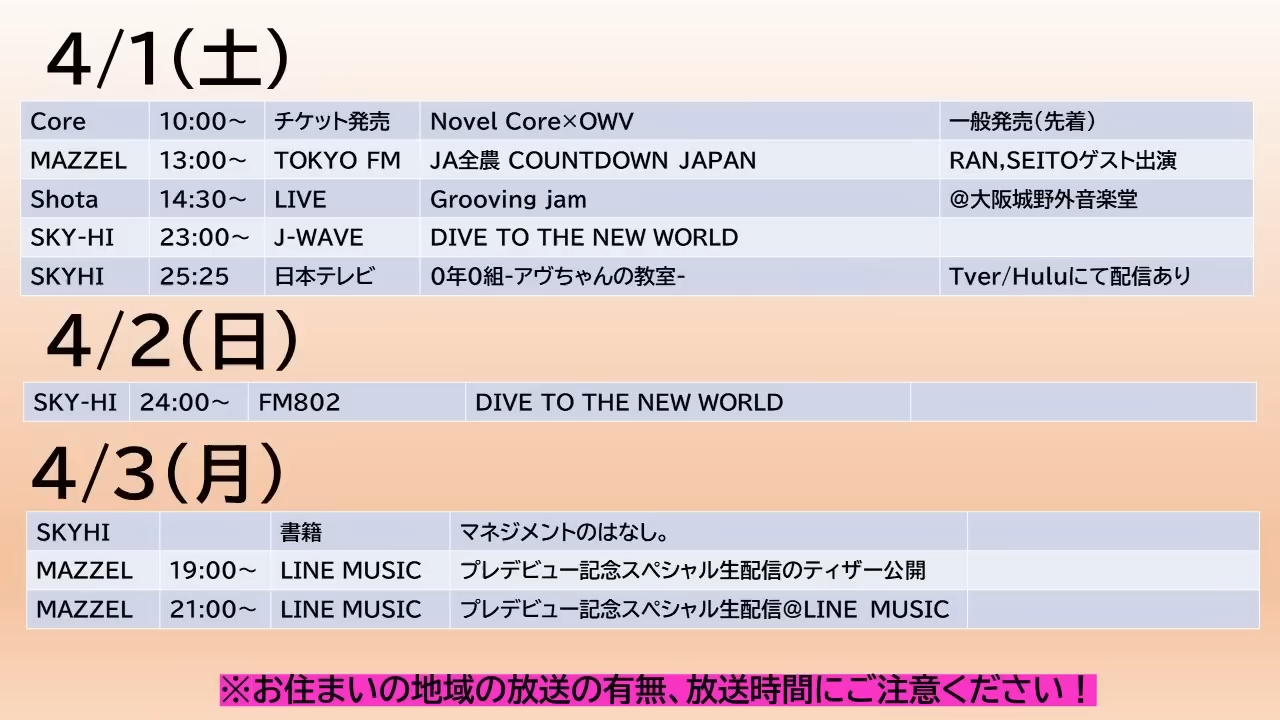 4/1(土)
Core 10:00～ チケット発売 Novel Core×OWV 一般発売(先着)
MAZZEL 13:00～ TOKYO FM JA全農 COUNTDOWN JAPAN RAN,SEITOゲスト出演
Shota 14:30～ LIVE Grooving jam @大阪城野外音楽堂
SKY-HI 23:00～ J-WAVE DIVE TO THE NEW WORLD
SKYHI 25:25 日本テレビ 0年0組-アヴちゃんの教室- Tver/Huluにて配信あり
4/2(日)
SKY-HI 24:00～ FM802 DIVE TO THE NEW WORLD
4/3(月)
SKYHI 書籍 マネジメントのはなし。
MAZZEL 19:00～ LINE MUSIC プレデビュー記念スペシャル生配信のティザー公開
MAZZEL 21:00～ LINE MUSIC プレデビュー記念スペシャル生配信@LINE MUSIC
※お住まいの地域の放送の有無、放送時間にご注意ください！